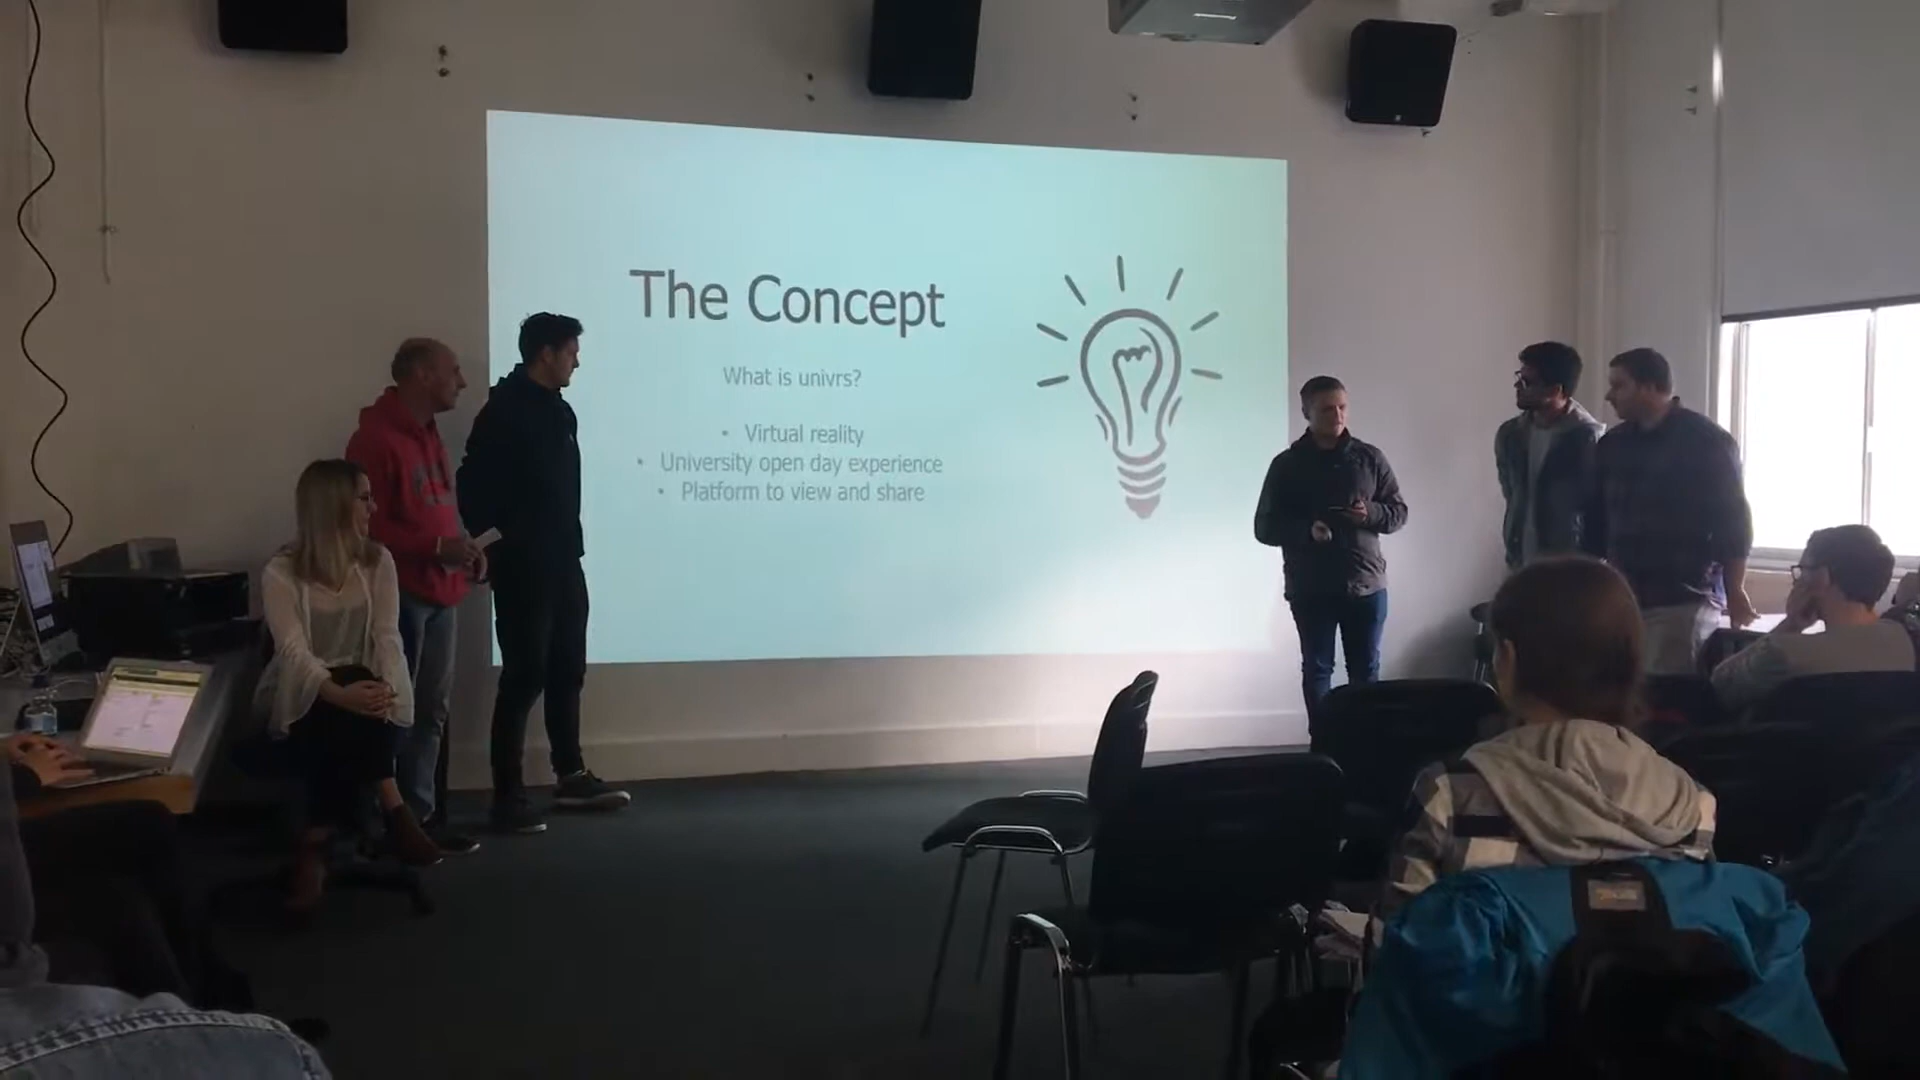 The Concept
What is univrs?
• Virtual reality
• University open day experience
• Platform to view and share